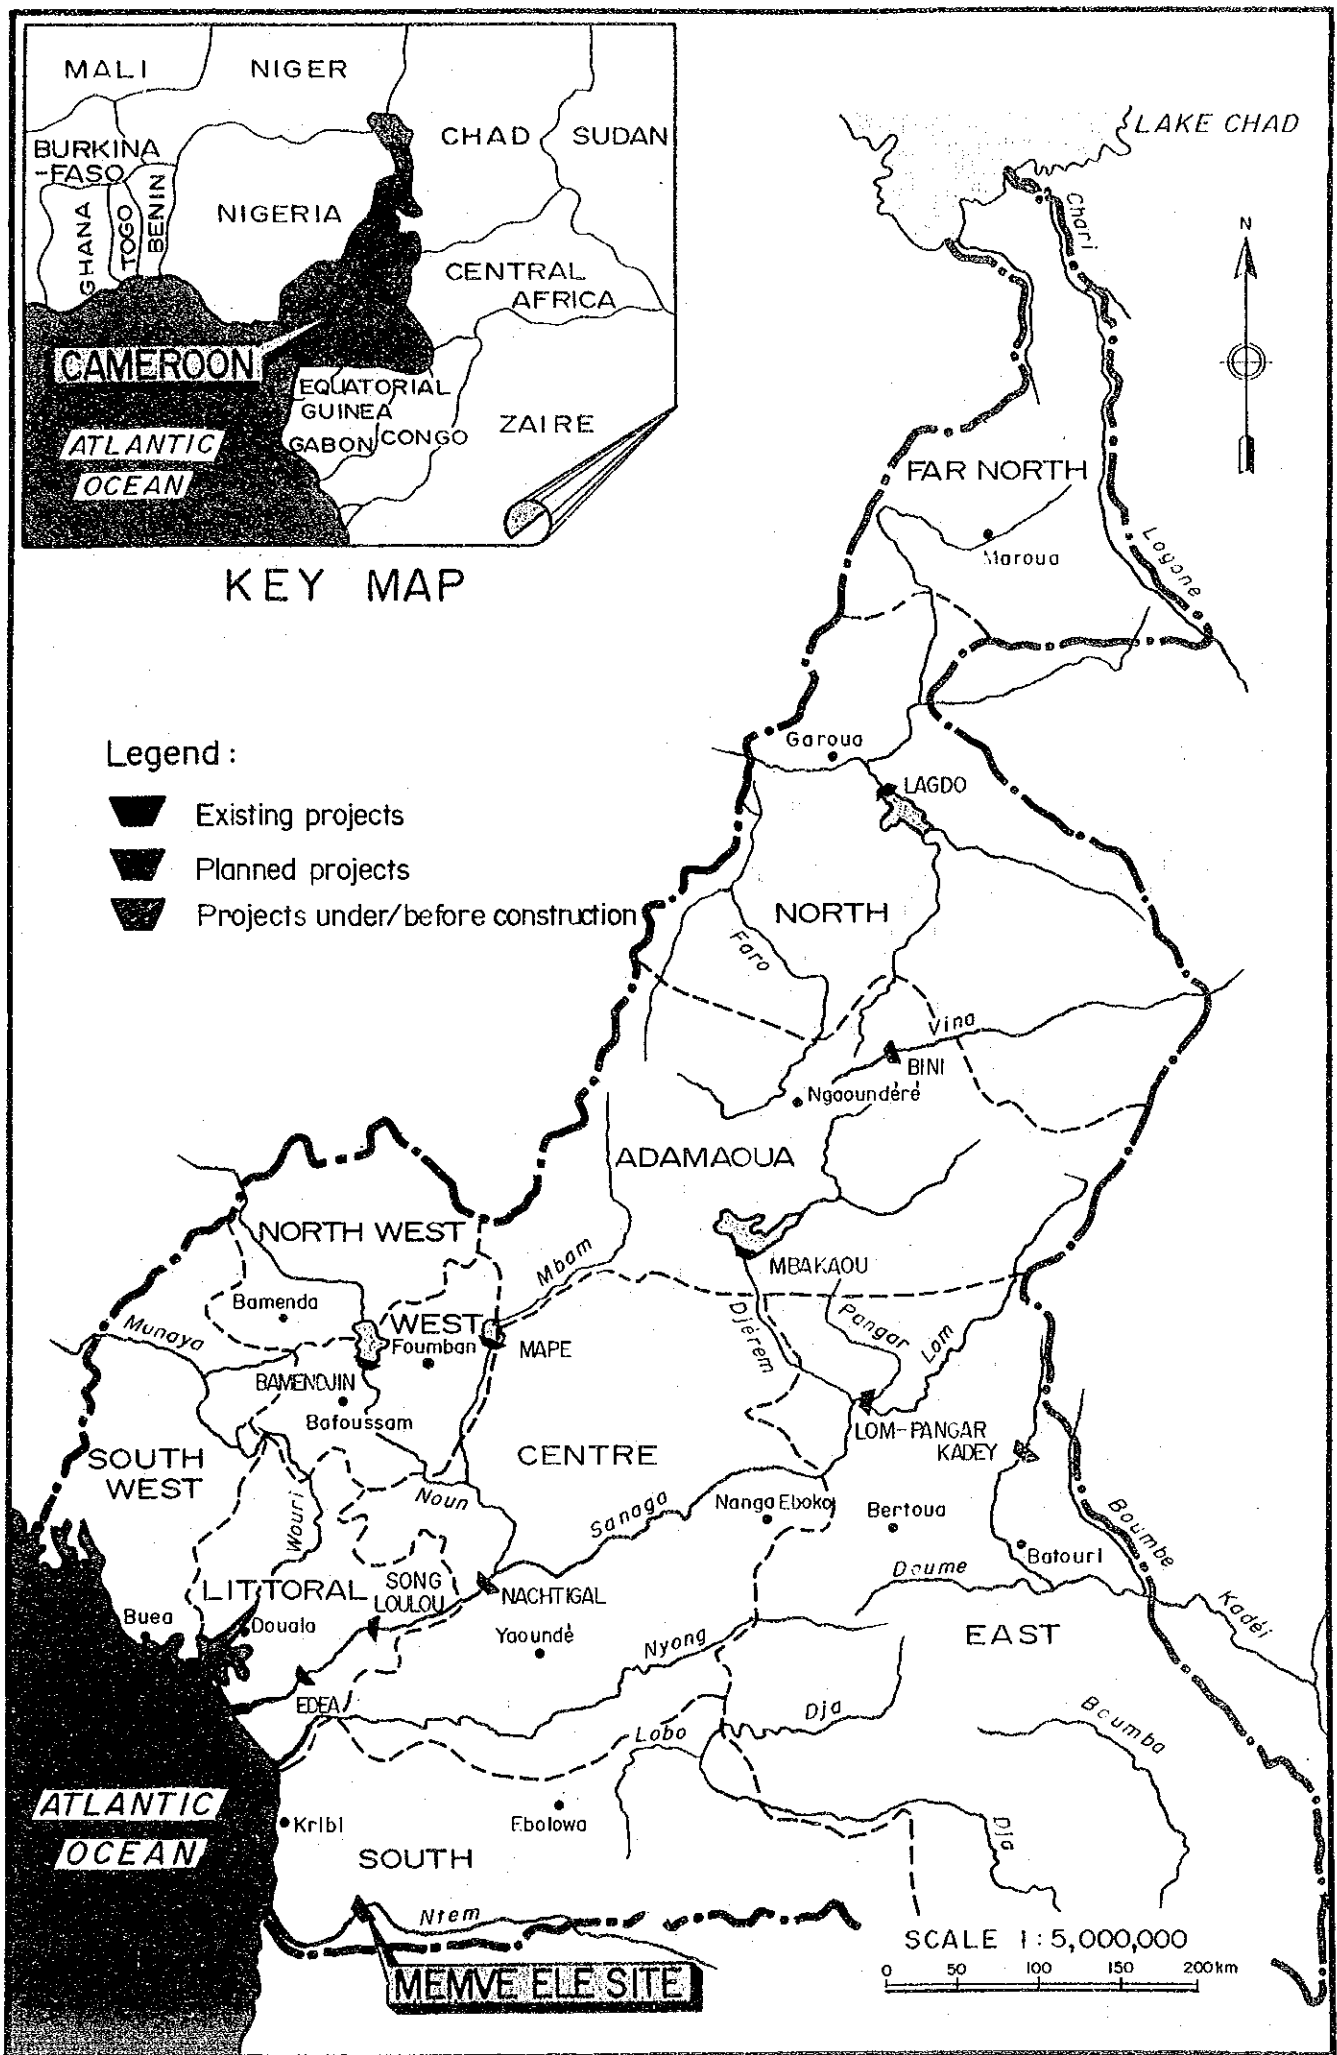 MALI
NIGER
CHAD
SUDAN
BURKINA
-FASO
GHANA
TOGO
BENIN
NIGERIA
CENTRAL
AFRICA
CAMEROON
EQUATORIAL
GUINEA
GABON
CONGO
ZAIRE
ATLANTIC
OCEAN
KEY MAP
LAKE CHAD
Chari
N
FAR NORTH
Maroua
Logone
Legend :
Existing projects
Planned projects
Projects under/before construction
Garoua
LAGDO
NORTH
Faro
Vina
BINI
Ngaoundéré
ADAMAOUA
NORTH WEST
Mbam
MBAKAOU
Bamenda
WEST
Foumban
MAPE
Munaya
Djérem
Pangar
Lom
BAMENDJIN
Bafoussam
LOM-PANGAR
KADEY
SOUTH
WEST
CENTRE
Noun
Sanaga
Nanga Eboko
Bertoua
Boumbe
Wouri
Batouri
LITTORAL
SONG
LOULOU
NACHTIGAL
Doume
Kadéi
Buea
Douala
Yaoundé
Nyong
EAST
EDEA
Lobo
Dja
Boumba
ATLANTIC
OCEAN
Kribi
Ebolowa
Dja
SOUTH
Ntem
MEMVE ELE SITE
SCALE 1:5,000,000
0 50 100 150 200km